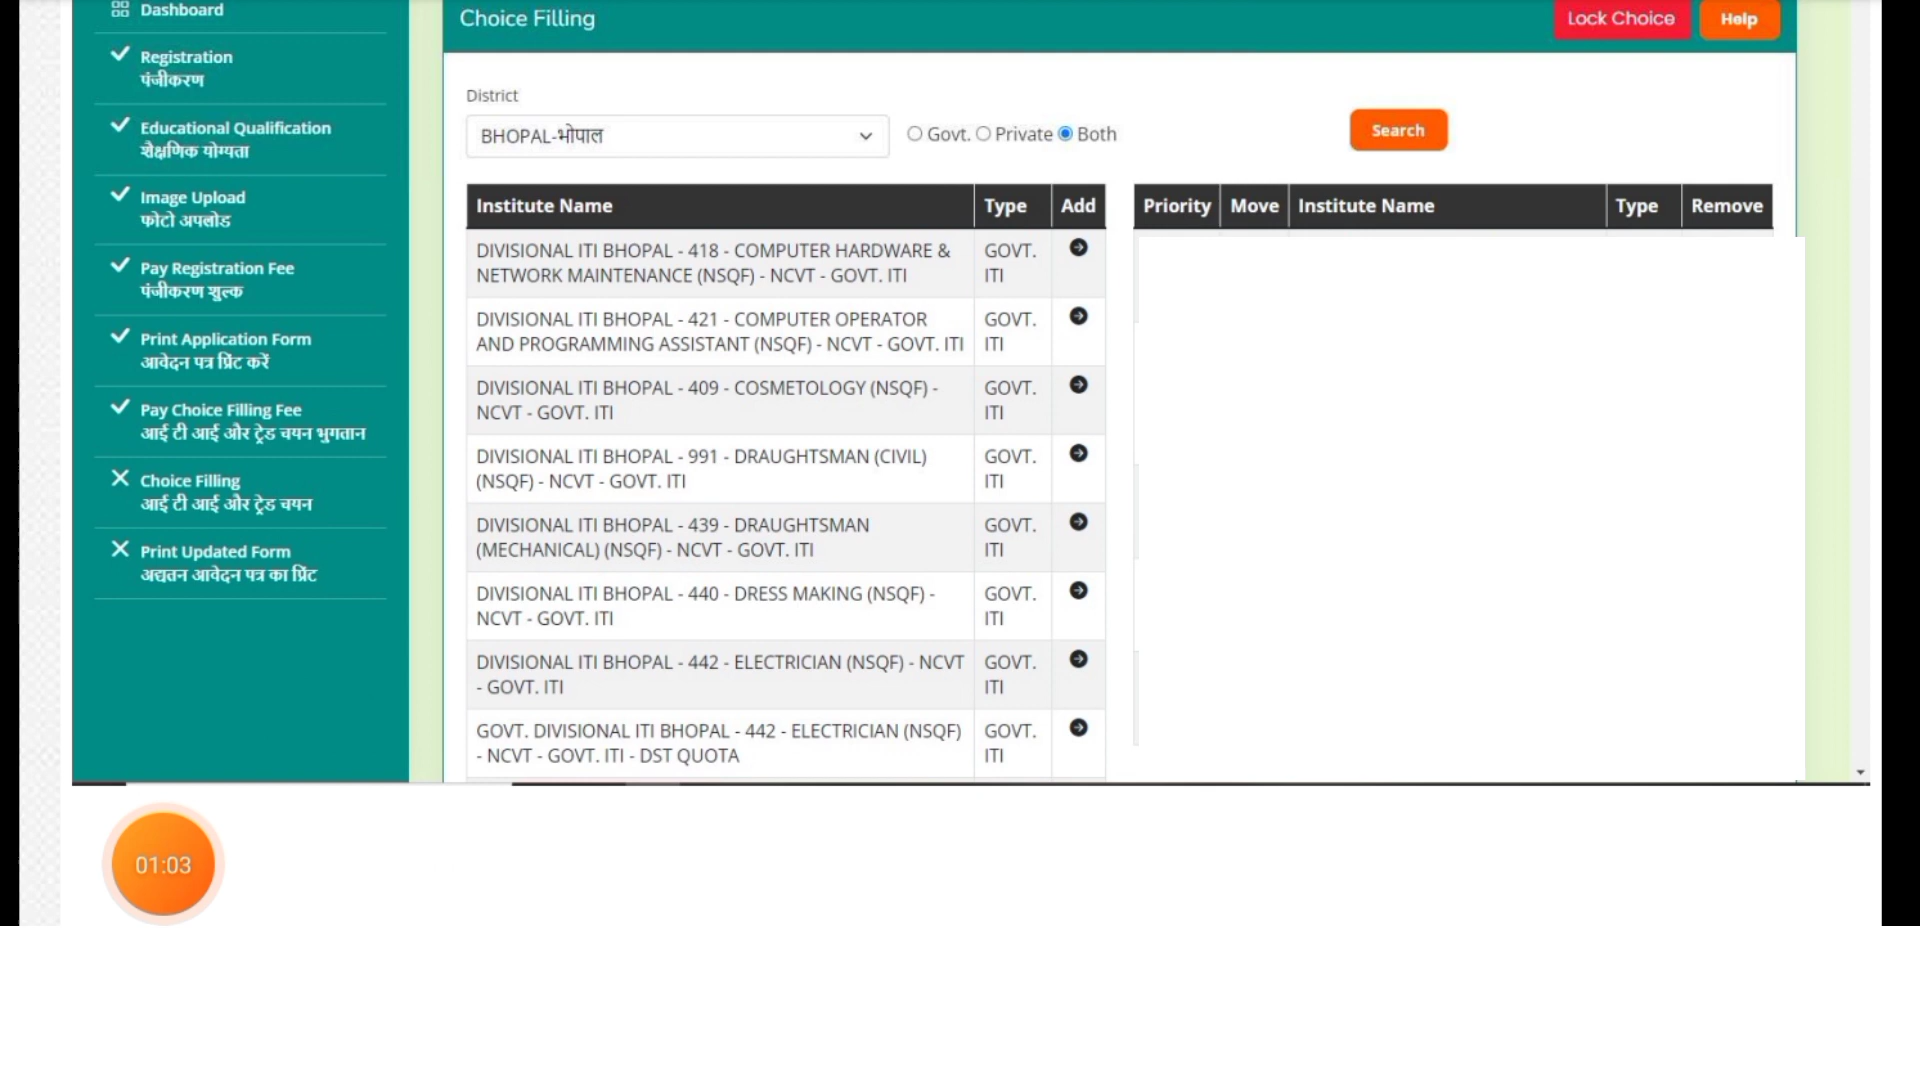 Dashboard
Registration
पंजीकरण
Educational Qualification
शैक्षणिक योग्यता
Image Upload
फोटो अपलोड
Pay Registration Fee
पंजीकरण शुल्क
Print Application Form
आवेदन पत्र प्रिंट करें
Pay Choice Filling Fee
आई टी आई और ट्रेड चयन भुगतान
Choice Filling
आई टी आई और ट्रेड चयन
Print Updated Form
अद्यतन आवेदन पत्र का प्रिंट
Choice Filling
Lock Choice Help
District
BHOPAL-भोपाल Govt. Private Both Search
Institute Name Type Add
DIVISIONAL ITI BHOPAL - 418 - COMPUTER HARDWARE & GOVT.
NETWORK MAINTENANCE (NSQF) - NCVT - GOVT. ITI ITI
DIVISIONAL ITI BHOPAL - 421 - COMPUTER OPERATOR GOVT.
AND PROGRAMMING ASSISTANT (NSQF) - NCVT - GOVT. ITI ITI
DIVISIONAL ITI BHOPAL - 409 - COSMETOLOGY (NSQF) - GOVT.
NCVT - GOVT. ITI ITI
DIVISIONAL ITI BHOPAL - 991 - DRAUGHTSMAN (CIVIL) GOVT.
(NSQF) - NCVT - GOVT. ITI ITI
DIVISIONAL ITI BHOPAL - 439 - DRAUGHTSMAN GOVT.
(MECHANICAL) (NSQF) - NCVT - GOVT. ITI ITI
DIVISIONAL ITI BHOPAL - 440 - DRESS MAKING (NSQF) - GOVT.
NCVT - GOVT. ITI ITI
DIVISIONAL ITI BHOPAL - 442 - ELECTRICIAN (NSQF) - NCVT GOVT.
- GOVT. ITI ITI
GOVT. DIVISIONAL ITI BHOPAL - 442 - ELECTRICIAN (NSQF) GOVT.
- NCVT - GOVT. ITI - DST QUOTA ITI
Priority Move Institute Name Type Remove
01:03